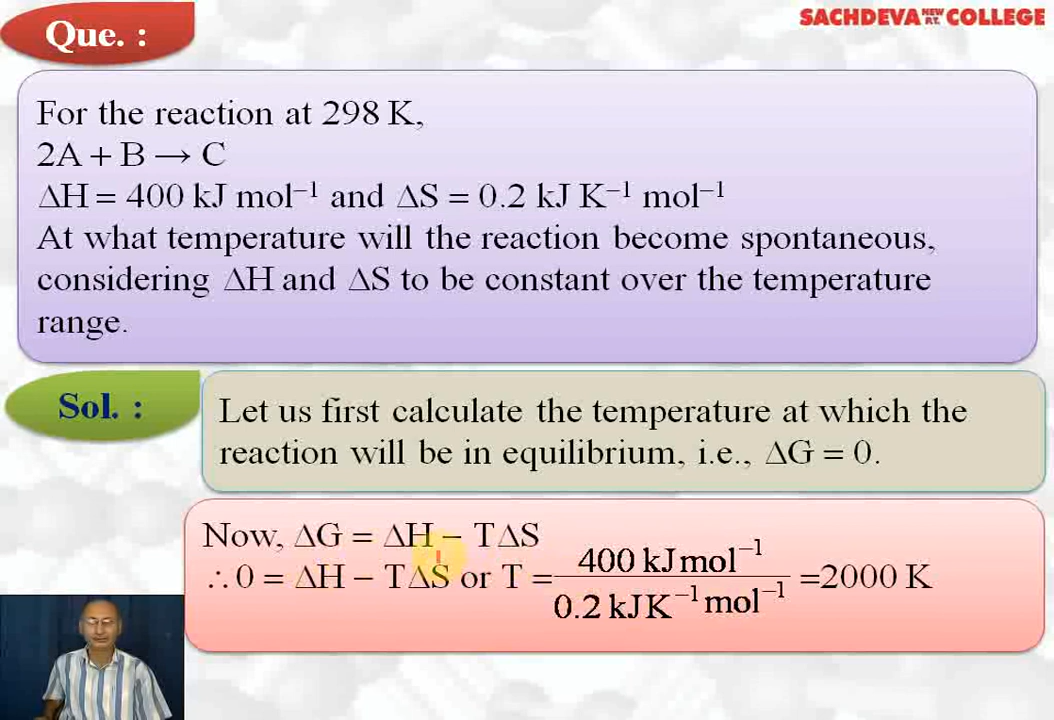 Que. :
SACHDEVA NEW P.T. COLLEGE
For the reaction at 298 K,
2A + B → C
ΔH = 400 kJ mol⁻¹ and ΔS = 0.2 kJ K⁻¹ mol⁻¹
At what temperature will the reaction become spontaneous,
considering ΔH and ΔS to be constant over the temperature
range.
Sol. :
Let us first calculate the temperature at which the
reaction will be in equilibrium, i.e., ΔG = 0.
Now, ΔG = ΔH − TΔS
∴ 0 = ΔH − TΔS or T = 400 kJ mol⁻¹ / 0.2 kJ K⁻¹ mol⁻¹ = 2000 K